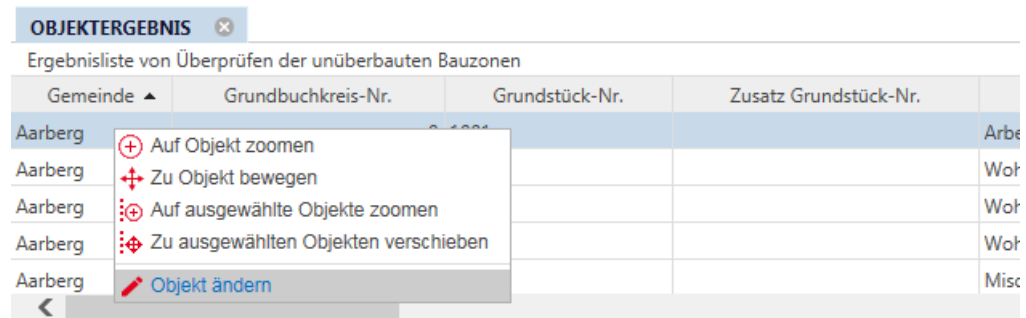 OBJEKTERGEBNIS
Ergebnisliste von Überprüfen der unüberbauten Bauzonen
Gemeinde Grundbuchkreis-Nr. Grundstück-Nr. Zusatz Grundstück-Nr.
Aarberg
Auf Objekt zoomen
Aarberg
Zu Objekt bewegen
Aarberg
Auf ausgewählte Objekte zoomen
Aarberg
Zu ausgewählten Objekten verschieben
Aarberg
Objekt ändern